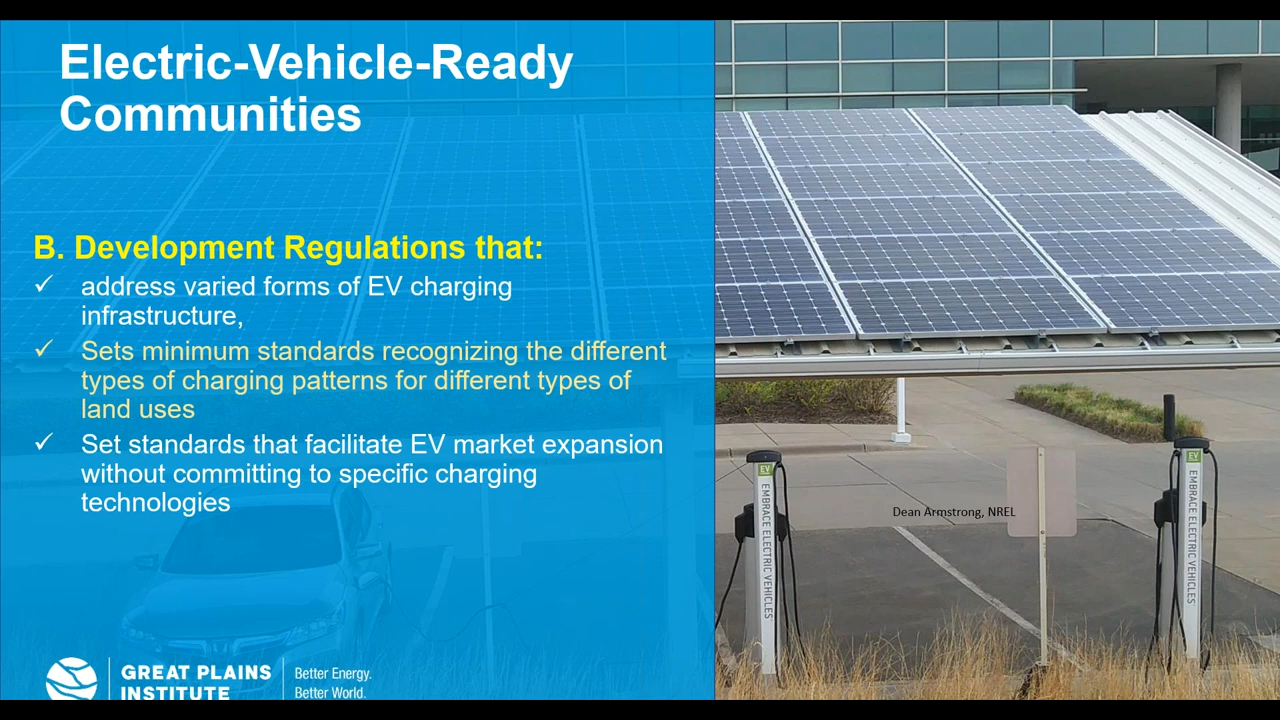 Electric-Vehicle-Ready
Communities
B. Development Regulations that:
✓ address varied forms of EV charging
infrastructure,
✓ Sets minimum standards recognizing the different
types of charging patterns for different types of
land uses
✓ Set standards that facilitate EV market expansion
without committing to specific charging
technologies
GREAT PLAINS
INSTITUTE
Better Energy.
Better World.
Dean Armstrong, NREL
EV
EMBRACE ELECTRIC VEHICLES
EV
EMBRACE ELECTRIC VEHICLES